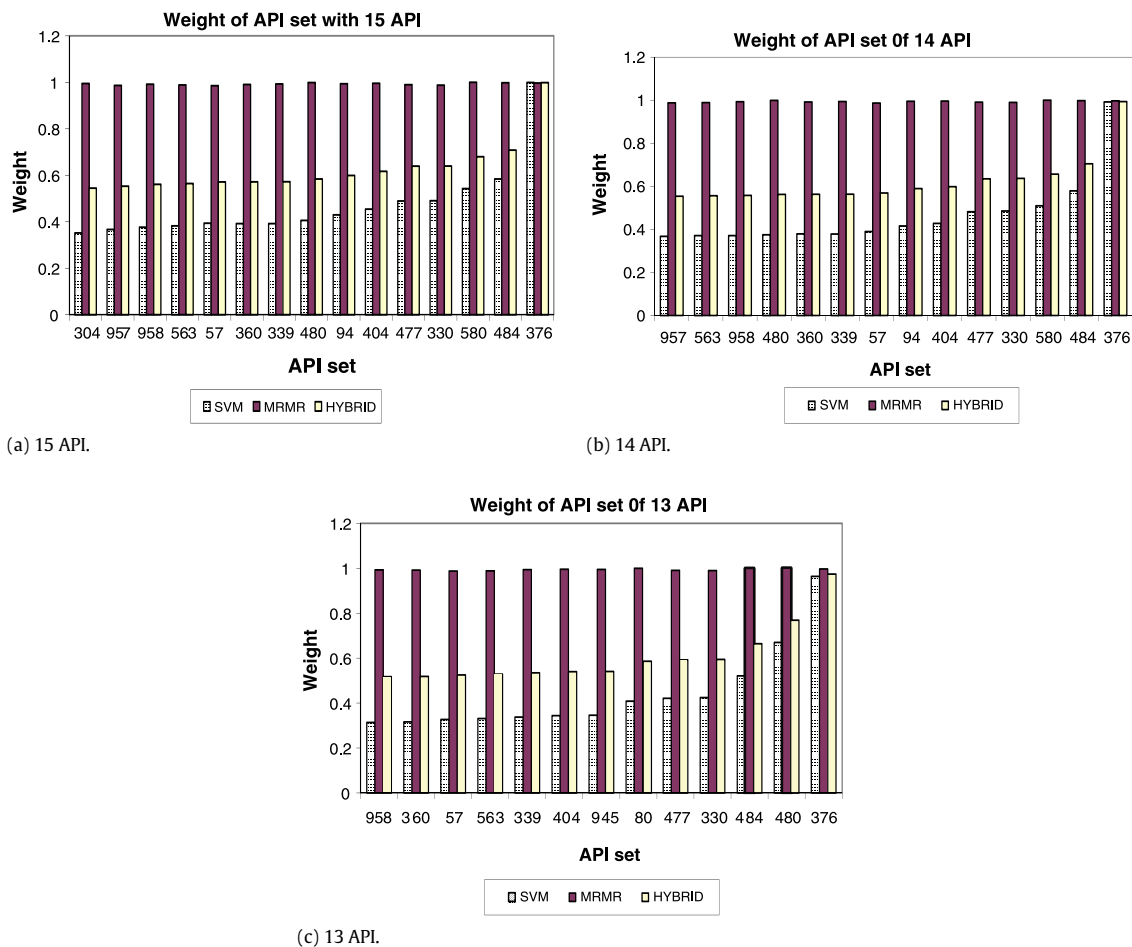 Weight of API set with 15 API
1.2
1
0.8
0.6
0.4
0.2
0
Weight
304 957 958 563 57 360 339 480 94 404 477 330 580 484 376
API set
SVM MRMR HYBRID
(a) 15 API.
Weight of API set 0f 14 API
1.2
1
0.8
0.6
0.4
0.2
0
Weight
957 563 958 480 360 339 57 94 404 477 330 580 484 376
API set
SVM MRMR HYBRID
(b) 14 API.
Weight of API set 0f 13 API
1.2
1
0.8
0.6
0.4
0.2
0
Weight
958 360 57 563 339 404 945 80 477 330 484 480 376
API set
SVM MRMR HYBRID
(c) 13 API.